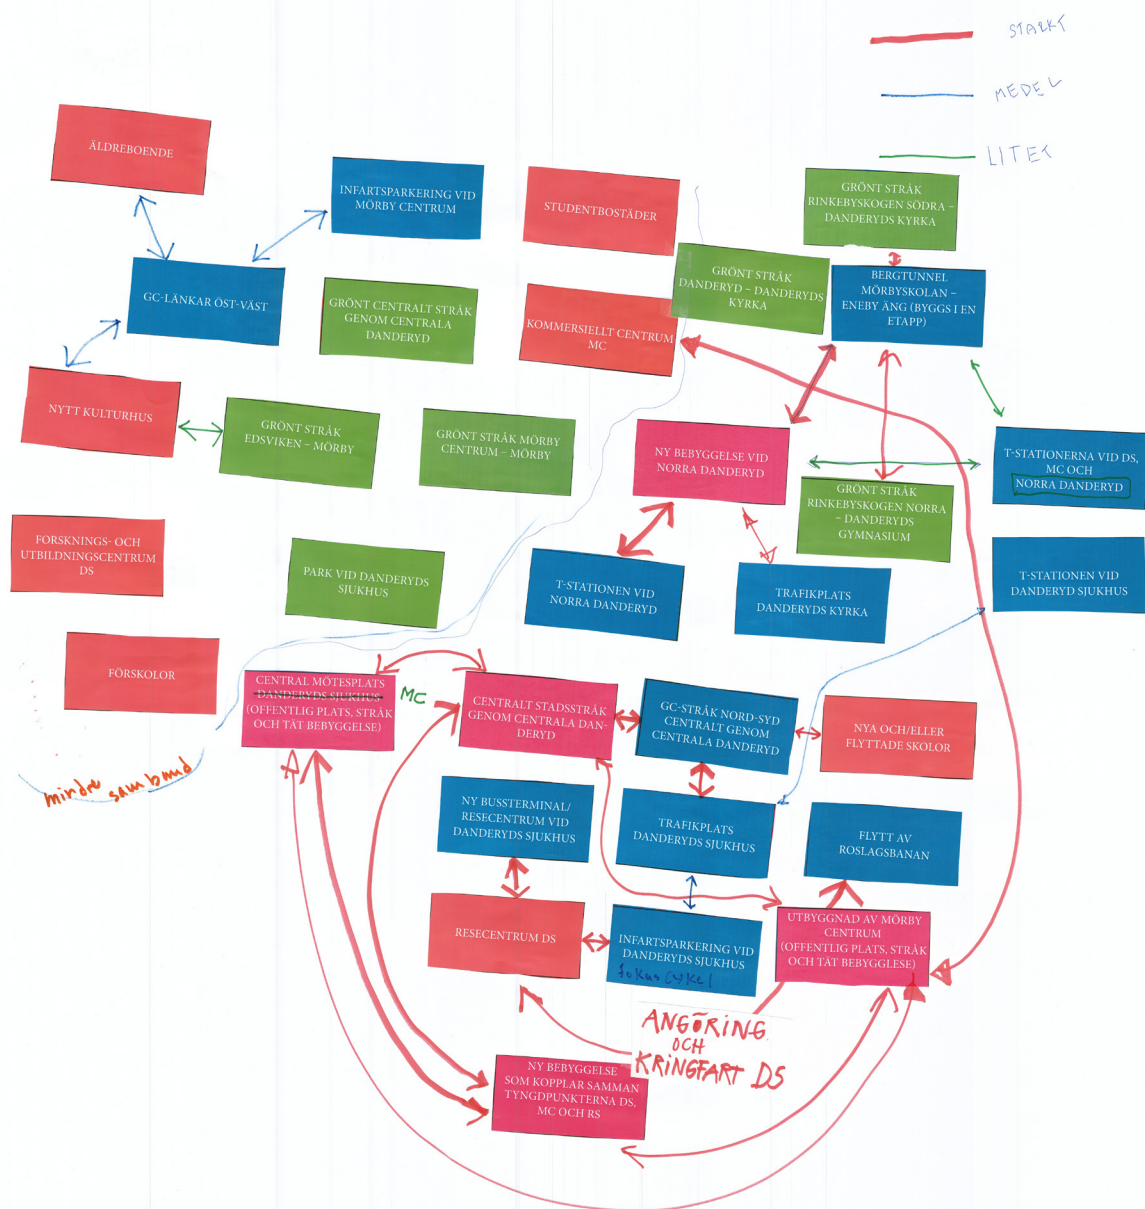 STARKT
MEDEL
LITET
ÄLDREBOENDE
INFARTSPARKERING VID
MÖRBY CENTRUM
STUDENTBOSTÄDER
GRÖNT STRÅK
RINKEBYSKOGEN SÖDRA –
DANDERYDS KYRKA
GC-LÄNKAR ÖST-VÄST
GRÖNT CENTRALT STRÅK
GENOM CENTRALA
DANDERYD
KOMMERSIELLT CENTRUM
MC
GRÖNT STRÅK
DANDERYD – DANDERYDS
KYRKA
BERGTUNNEL
MÖRBYSKOLAN –
ENEBY ÄNG (BYGGS I EN
ETAPP)
NYTT KULTURHUS
GRÖNT STRÅK
EDSVIKEN – MÖRBY
GRÖNT STRÅK MÖRBY
CENTRUM – MÖRBY
NY BEBYGGELSE VID
NORRA DANDERYD
T-STATIONERNA VID DS,
MC OCH
NORRA DANDERYD
GRÖNT STRÅK
RINKEBYSKOGEN NORRA
– DANDERYDS
GYMNASIUM
FORSKNINGS- OCH
UTBILDNINGSCENTRUM
DS
PARK VID DANDERYDS
SJUKHUS
T-STATIONEN VID
NORRA DANDERYD
TRAFIKPLATS
DANDERYDS KYRKA
T-STATIONEN VID
DANDERYD SJUKHUS
FÖRSKOLOR
CENTRAL MÖTESPLATS
DANDERYDS SJUKHUS
(OFFENTLIG PLATS, STRÅK
OCH TÄT BEBYGGELSE)
MC
CENTRALT STADSSTRÅK
GENOM CENTRALA DAN-
DERYD
GC-STRÅK NORD-SYD
CENTRALT GENOM
CENTRALA DANDERYD
NYA OCH/ELLER
FLYTTADE SKOLOR
mindre samband
NY BUSSTERMINAL/
RESECENTRUM VID
DANDERYDS SJUKHUS
TRAFIKPLATS
DANDERYDS SJUKHUS
FLYTT AV
ROSLAGSBANAN
RESECENTRUM DS
INFARTSPARKERING VID
DANDERYDS SJUKHUS
fokus cykel
UTBYGGNAD AV MÖRBY
CENTRUM
(OFFENTLIG PLATS, STRÅK
OCH TÄT BEBYGGLESE)
ANGÖRING
OCH
KRINGFART DS
NY BEBYGGELSE
SOM KOPPLAR SAMMAN
TYNGDPUNKTERNA DS,
MC OCH RS